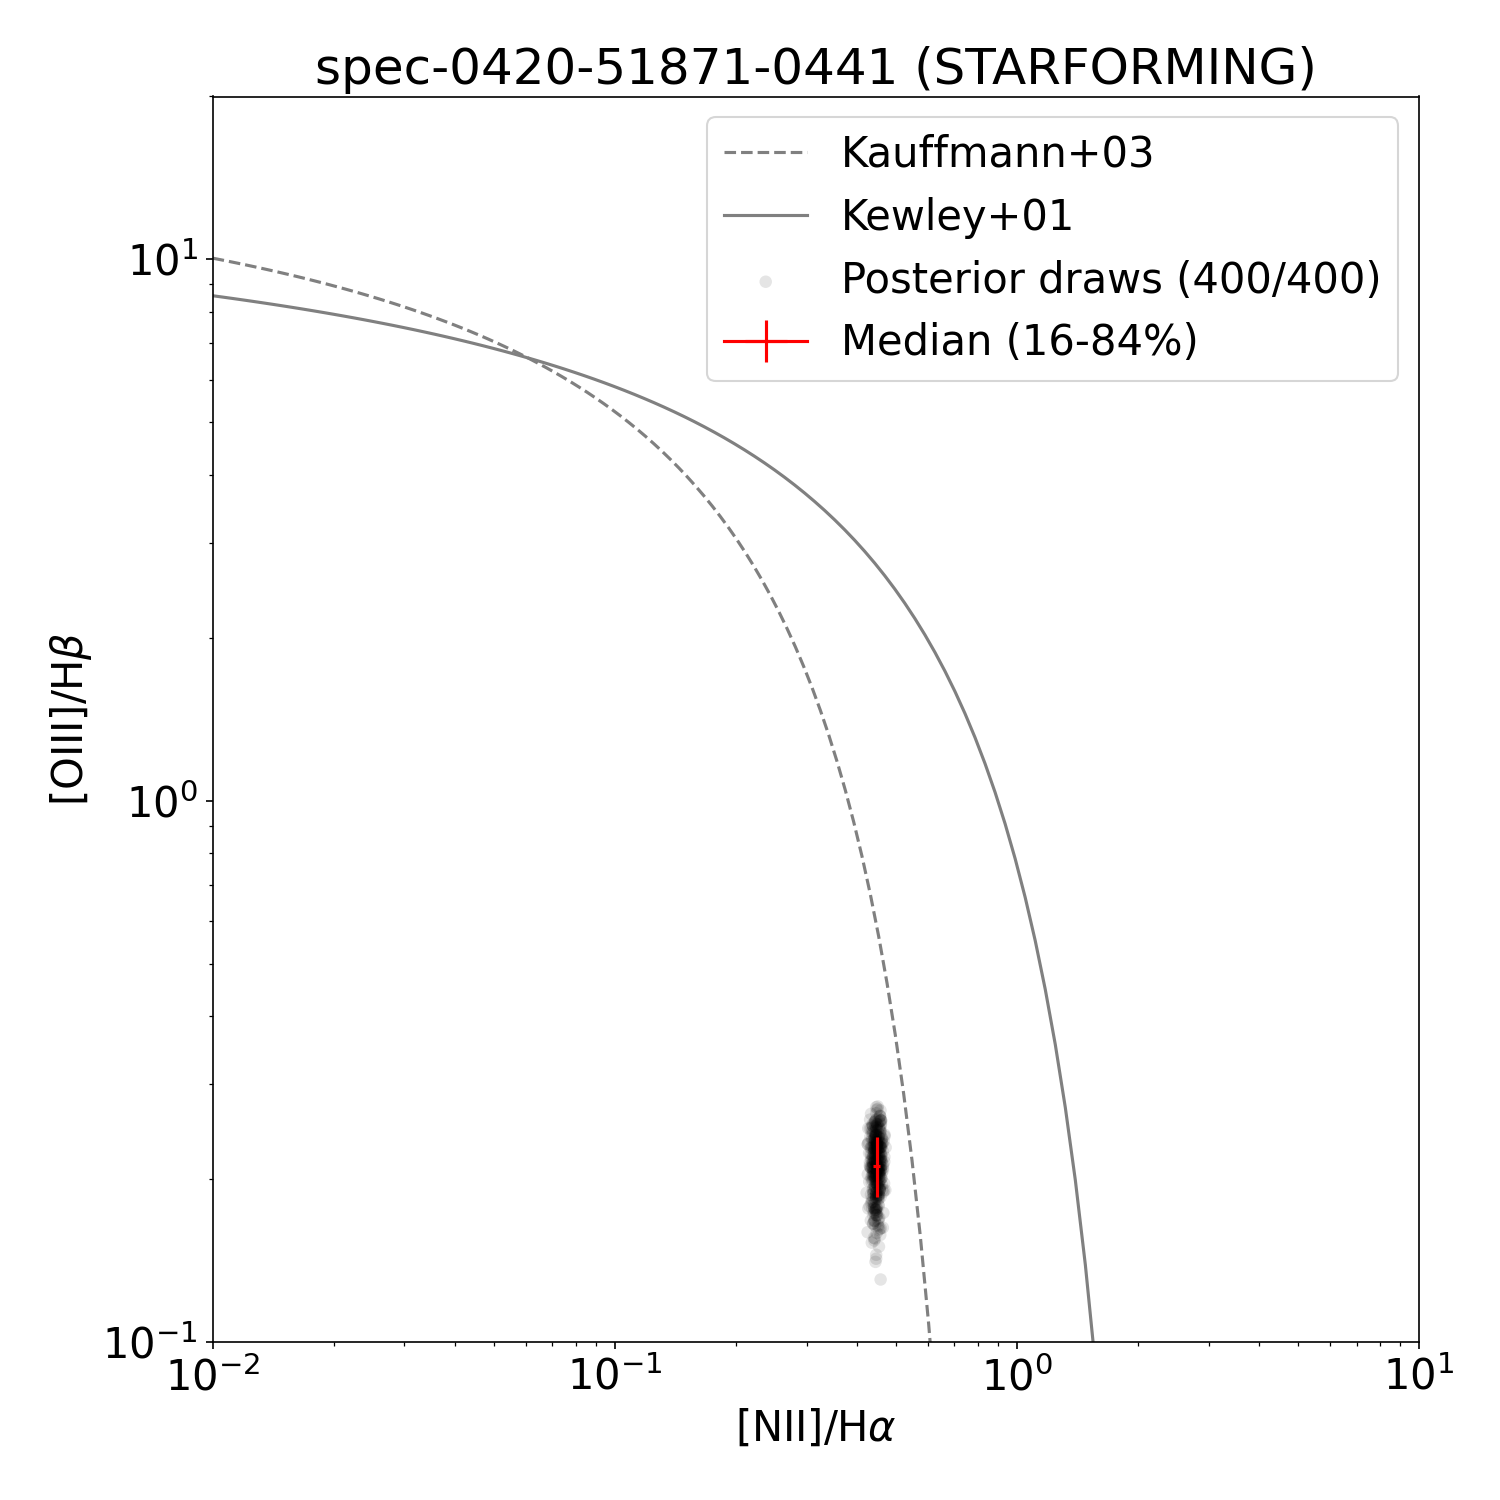 spec-0420-51871-0441 (STARFORMING)
Kauffmann+03
Kewley+01
Posterior draws (400/400)
Median (16-84%)
10¹
10⁰
10⁻¹
[OIII]/Hβ
10⁻² 10⁻¹ 10⁰ 10¹
[NII]/Hα